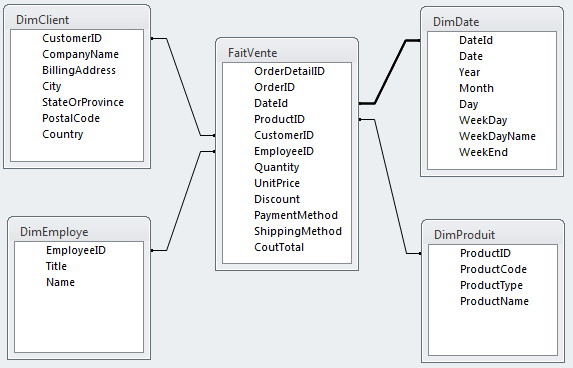 DimClient
CustomerID
CompanyName
BillingAddress
City
StateOrProvince
PostalCode
Country
FaitVente
OrderDetailID
OrderID
DateId
ProductID
CustomerID
EmployeeID
Quantity
UnitPrice
Discount
PaymentMethod
ShippingMethod
CoutTotal
DimDate
DateId
Date
Year
Month
Day
WeekDay
WeekDayName
WeekEnd
DimEmploye
EmployeeID
Title
Name
DimProduit
ProductID
ProductCode
ProductType
ProductName